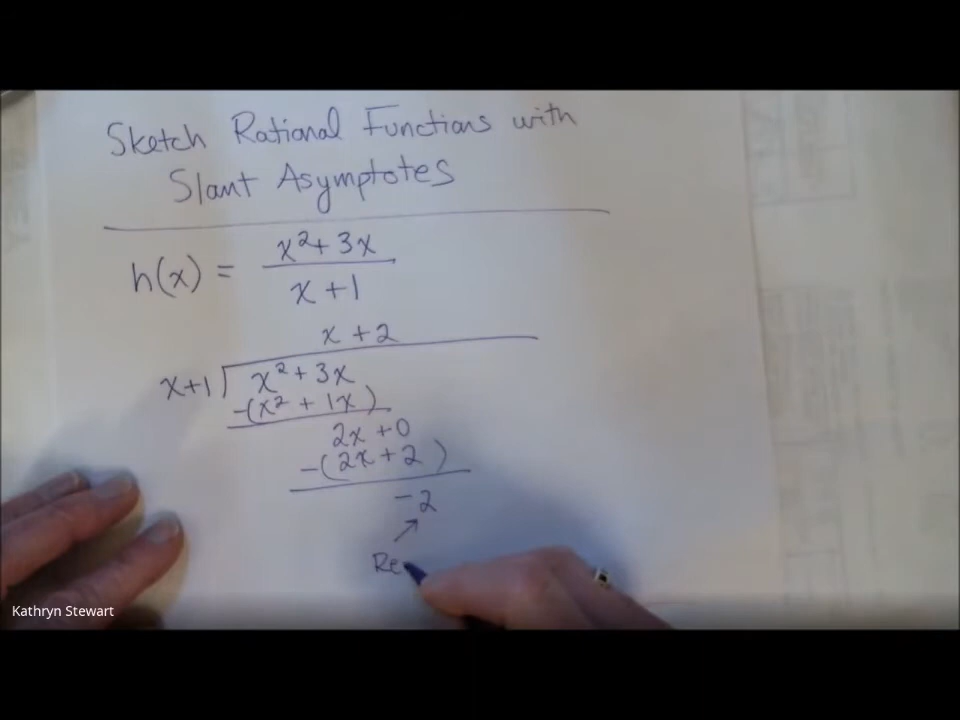 Sketch Rational Functions with
Slant Asymptotes
h(x) = x²+ 3x
x +1
x +2
x+1 x²+ 3x
-(x² + 1x)
2x +0
-(2x + 2)
-2
Re
Kathryn Stewart